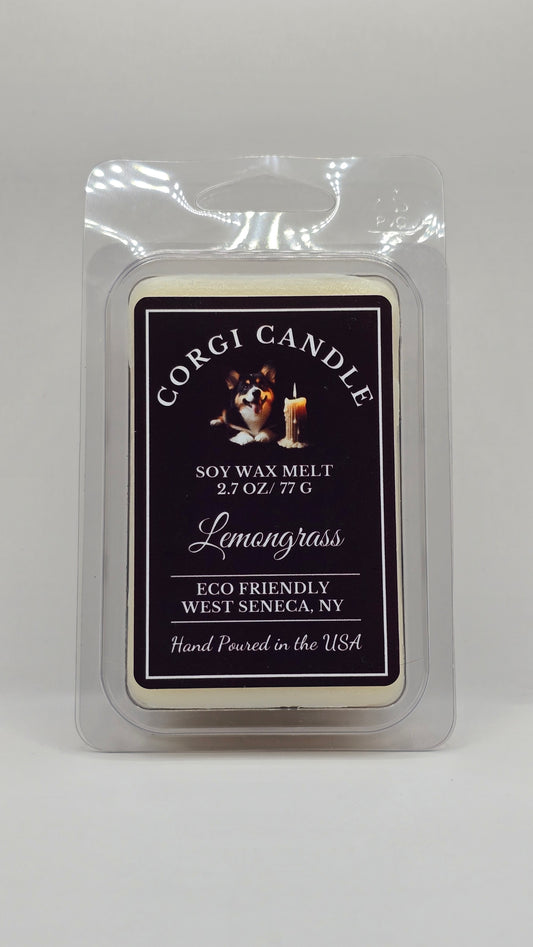 CORGI CANDLE
SOY WAX MELT
2.7 OZ/ 77 G
Lemongrass
ECO FRIENDLY
WEST SENECA, NY
Hand Poured in the USA